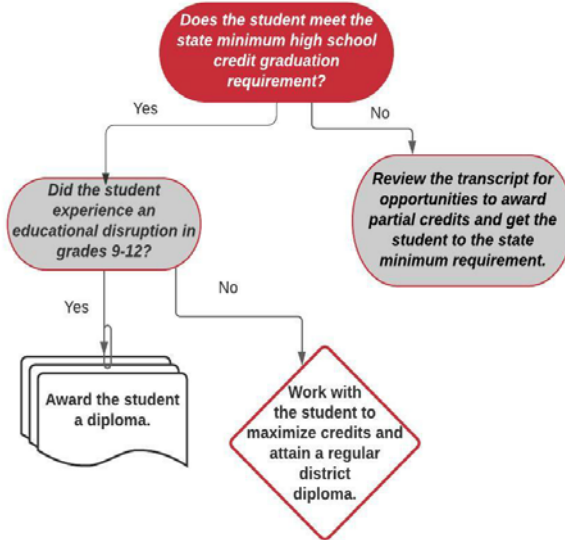 Does the student meet the
state minimum high school
credit graduation
requirement?
Yes
No
Did the student
experience an
educational disruption in
grades 9-12?
Review the transcript for
opportunities to award
partial credits and get the
student to the state
minimum requirement.
Yes
No
Award the student
a diploma.
Work with
the student to
maximize credits and
attain a regular
district
diploma.